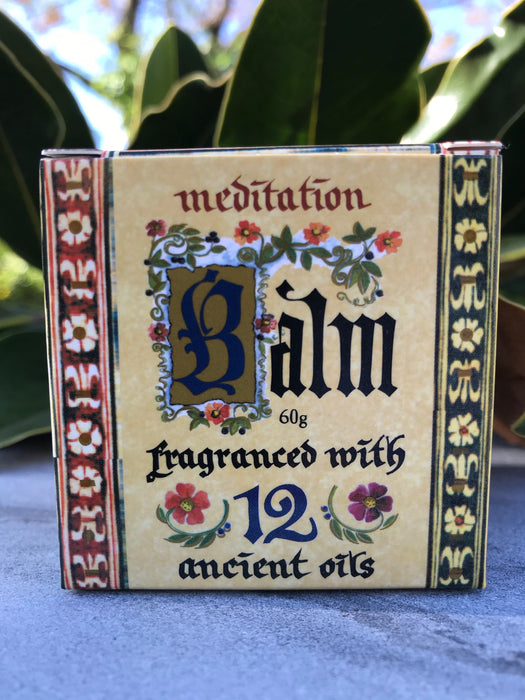 meditation
Balm
60g
fragranced with
12
ancient oils